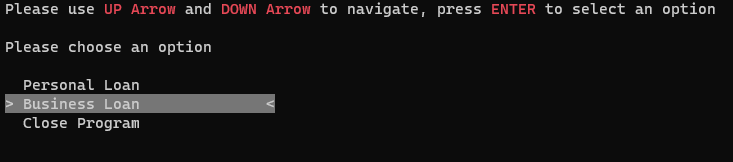 Please use UP Arrow and DOWN Arrow to navigate, press ENTER to select an option
Please choose an option
Personal Loan
> Business Loan <
Close Program